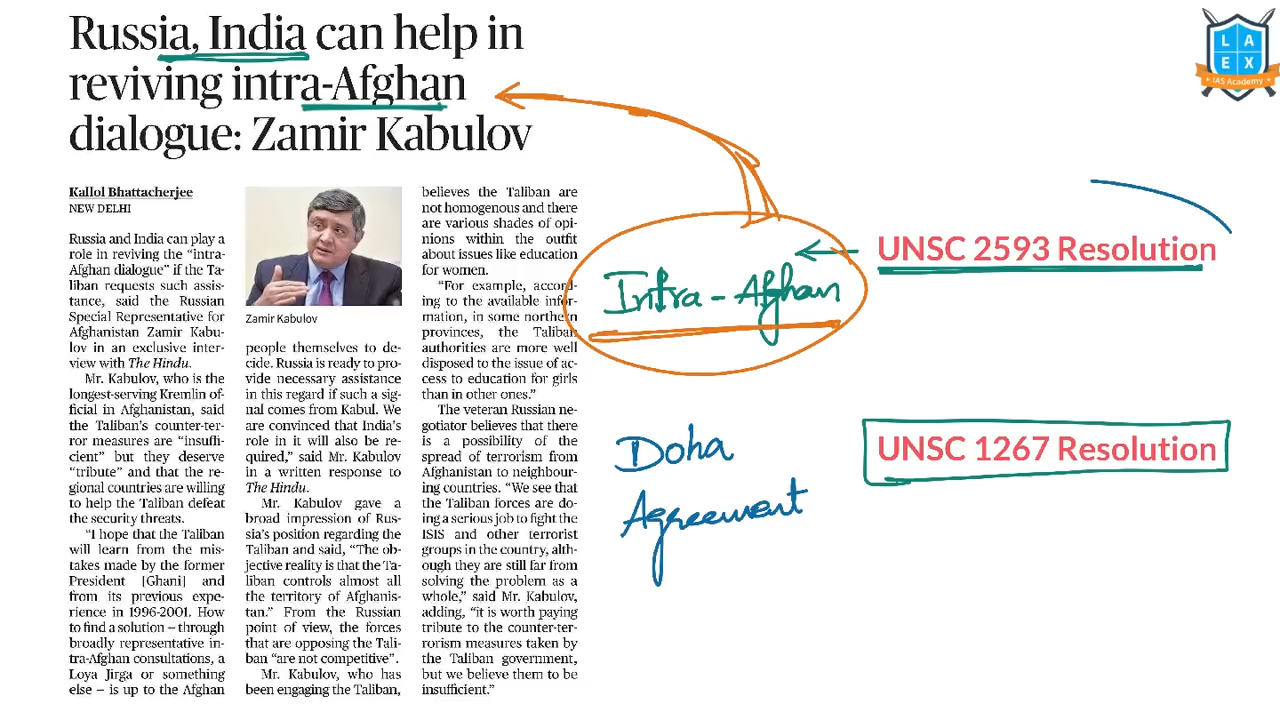 Russia, India can help in
reviving intra-Afghan
dialogue: Zamir Kabulov
Kallol Bhattacherjee
NEW DELHI
Russia and India can play a
role in reviving the “intra-
Afghan dialogue” if the Ta-
liban requests such assis-
tance, said the Russian
Special Representative for
Afghanistan Zamir Kabu-
lov in an exclusive inter-
view with The Hindu.
Mr. Kabulov, who is the
longest-serving Kremlin of-
ficial in Afghanistan, said
the Taliban’s counter-ter-
ror measures are “insuffi-
cient” but they deserve
“tribute” and that the re-
gional countries are willing
to help the Taliban defeat
the security threats.
“I hope that the Taliban
will learn from the mis-
takes made by the former
President [Ghani] and
from its previous expe-
rience in 1996-2001. How
to find a solution – through
broadly representative in-
tra-Afghan consultations, a
Loya Jirga or something
else – is up to the Afghan
Zamir Kabulov
people themselves to de-
cide. Russia is ready to pro-
vide necessary assistance
in this regard if such a sig-
nal comes from Kabul. We
are convinced that India’s
role in it will also be re-
quired,” said Mr. Kabulov
in a written response to
The Hindu.
Mr. Kabulov gave a
broad impression of Rus-
sia’s position regarding the
Taliban and said, “The ob-
jective reality is that the Ta-
liban controls almost all
the territory of Afghanis-
tan.” From the Russian
point of view, the forces
that are opposing the Tali-
ban “are not competitive”.
Mr. Kabulov, who has
been engaging the Taliban,
believes the Taliban are
not homogenous and there
are various shades of opi-
nions within the outfit
about issues like education
for women.
“For example, accord-
ing to the available infor-
mation, in some northern
provinces, the Taliban
authorities are more well
disposed to the issue of ac-
cess to education for girls
than in other ones.”
The veteran Russian ne-
gotiator believes that there
is a possibility of the
spread of terrorism from
Afghanistan to neighbour-
ing countries. “We see that
the Taliban forces are do-
ing a serious job to fight the
ISIS and other terrorist
groups in the country, alth-
ough they are still far from
solving the problem as a
whole,” said Mr. Kabulov,
adding, “it is worth paying
tribute to the counter-ter-
rorism measures taken by
the Taliban government,
but we believe them to be
insufficient.”
Intra-Afghan
Doha
Agreement
UNSC 2593 Resolution
UNSC 1267 Resolution
L A
E X
IAS Academy